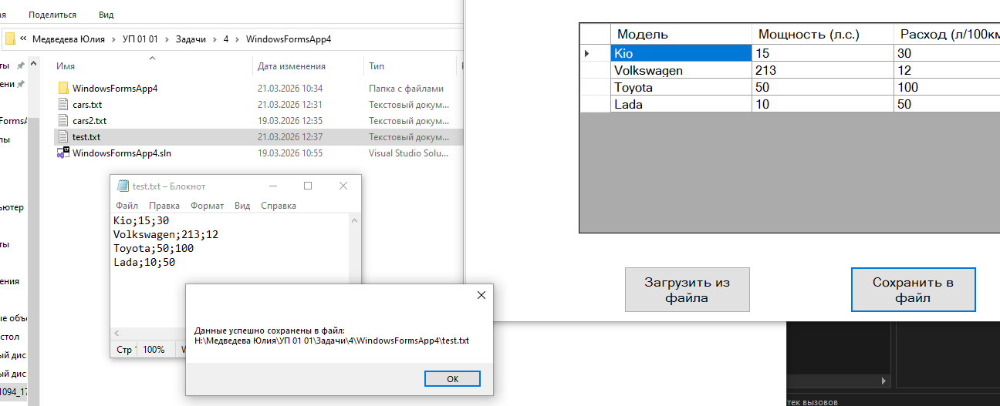 ая Поделиться Вид
« Медведева Юлия УП 01 01 Задачи 4 WindowsFormsApp4
Имя Дата изменения Тип
WindowsFormsApp4 21.03.2026 10:34 Папка с файлами
cars.txt 21.03.2026 12:31 Текстовый докум...
cars2.txt 19.03.2026 12:35 Текстовый докум...
test.txt 21.03.2026 12:37 Текстовый докум...
WindowsFormsApp4.sln 19.03.2026 10:55 Visual Studio Solu...
ты
ени
FormsA
лы
ьютер
ты
ения
ые объе
стол
ый дис
ый дис
1094_17
test.txt – Блокнот
Файл Правка Формат Вид Справка
Kio;15;30
Volkswagen;213;12
Toyota;50;100
Lada;10;50
Стр 100%
Данные успешно сохранены в файл:
H:\Медведева Юлия\УП 01 01\Задачи\4\WindowsFormsApp4\test.txt
OK
Модель Мощность (л.с.) Расход (л/100км
Kio 15 30
Volkswagen 213 12
Toyota 50 100
Lada 10 50
Загрузить из
файла
Сохранить в
файл
тек вызовов